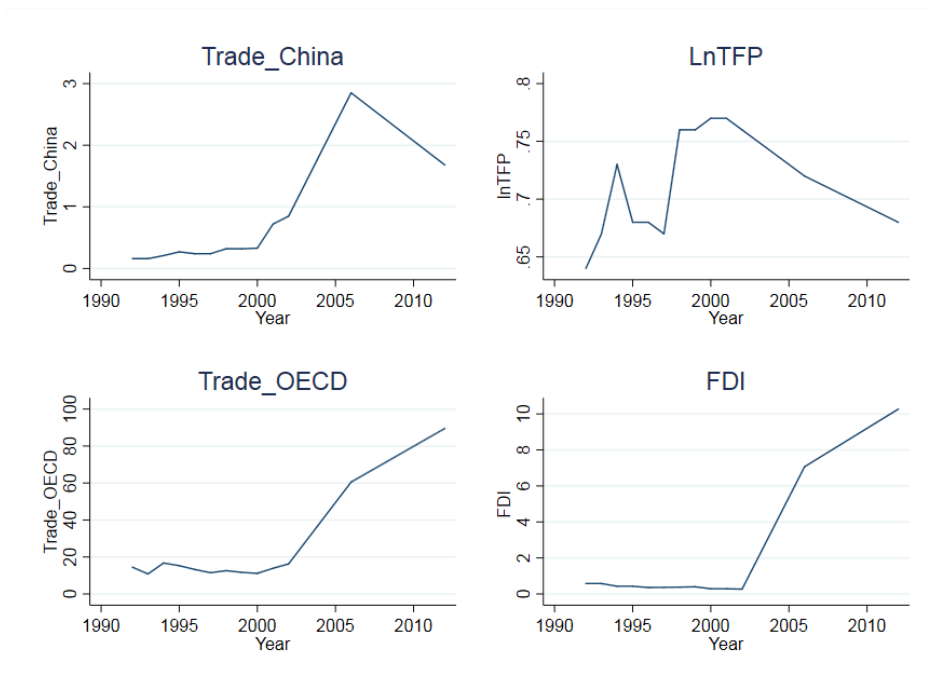 Trade_China
Trade_China
0 1 2 3
1990 1995 2000 2005 2010
Year
LnTFP
lnTFP
.65 .7 .75 .8
1990 1995 2000 2005 2010
Year
Trade_OECD
Trade_OECD
0 20 40 60 80 100
1990 1995 2000 2005 2010
Year
FDI
FDI
0 2 4 6 8 10
1990 1995 2000 2005 2010
Year